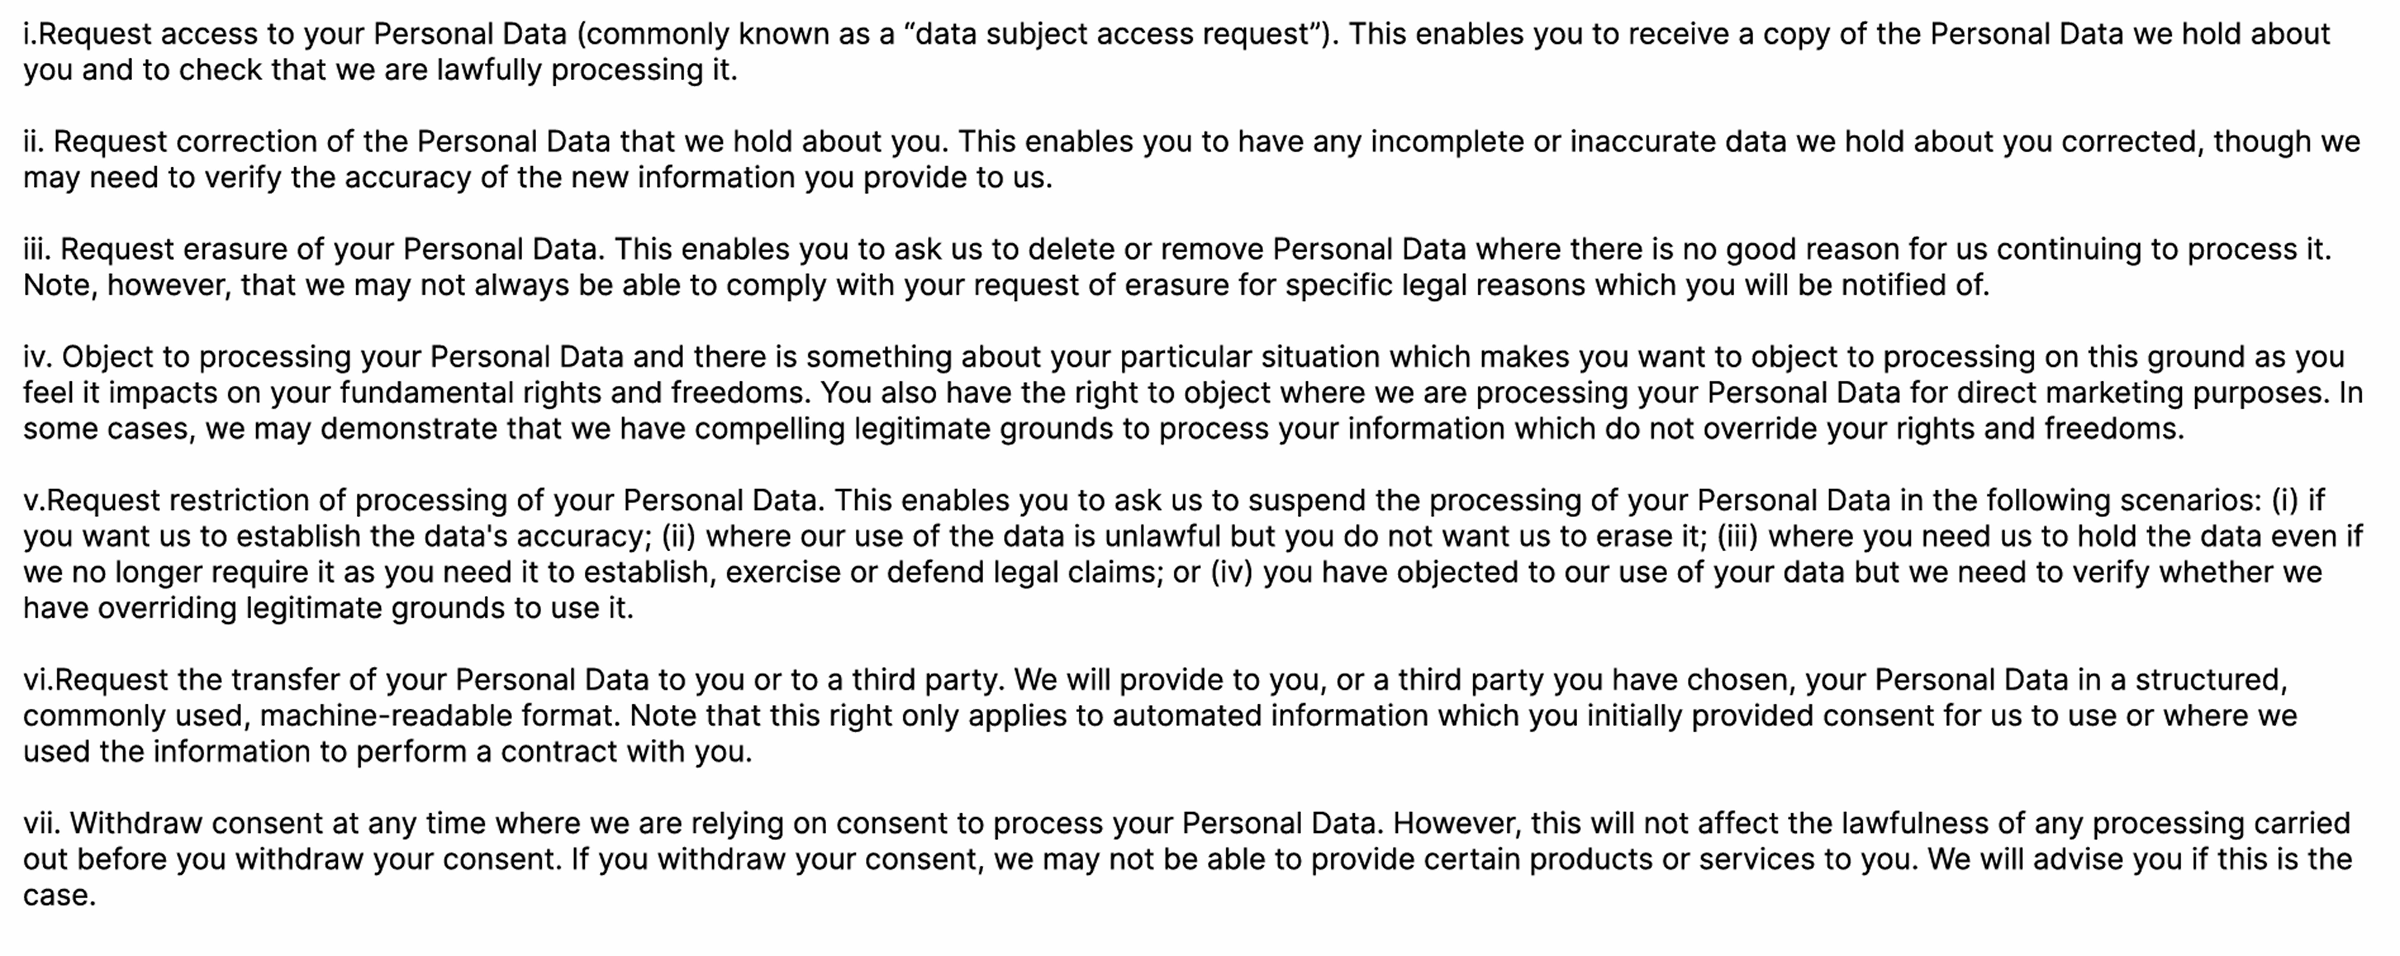 i.Request access to your Personal Data (commonly known as a “data subject access request”). This enables you to receive a copy of the Personal Data we hold about
you and to check that we are lawfully processing it.
ii. Request correction of the Personal Data that we hold about you. This enables you to have any incomplete or inaccurate data we hold about you corrected, though we
may need to verify the accuracy of the new information you provide to us.
iii. Request erasure of your Personal Data. This enables you to ask us to delete or remove Personal Data where there is no good reason for us continuing to process it.
Note, however, that we may not always be able to comply with your request of erasure for specific legal reasons which you will be notified of.
iv. Object to processing your Personal Data and there is something about your particular situation which makes you want to object to processing on this ground as you
feel it impacts on your fundamental rights and freedoms. You also have the right to object where we are processing your Personal Data for direct marketing purposes. In
some cases, we may demonstrate that we have compelling legitimate grounds to process your information which do not override your rights and freedoms.
v.Request restriction of processing of your Personal Data. This enables you to ask us to suspend the processing of your Personal Data in the following scenarios: (i) if
you want us to establish the data's accuracy; (ii) where our use of the data is unlawful but you do not want us to erase it; (iii) where you need us to hold the data even if
we no longer require it as you need it to establish, exercise or defend legal claims; or (iv) you have objected to our use of your data but we need to verify whether we
have overriding legitimate grounds to use it.
vi.Request the transfer of your Personal Data to you or to a third party. We will provide to you, or a third party you have chosen, your Personal Data in a structured,
commonly used, machine-readable format. Note that this right only applies to automated information which you initially provided consent for us to use or where we
used the information to perform a contract with you.
vii. Withdraw consent at any time where we are relying on consent to process your Personal Data. However, this will not affect the lawfulness of any processing carried
out before you withdraw your consent. If you withdraw your consent, we may not be able to provide certain products or services to you. We will advise you if this is the
case.